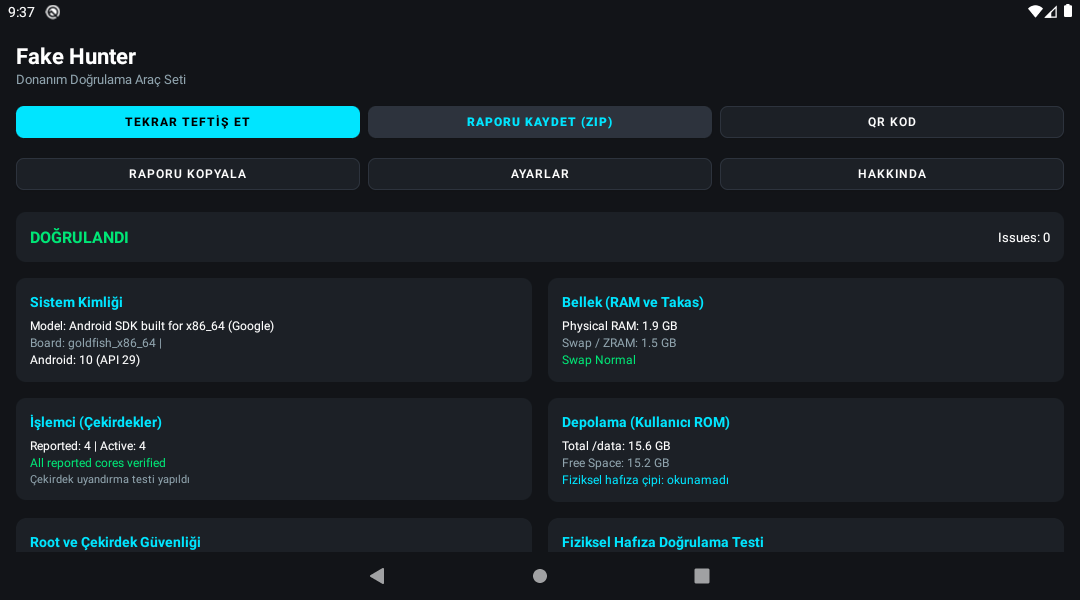 9:37
Fake Hunter
Donanım Doğrulama Araç Seti
TEKRAR TEFTİŞ ET
RAPORU KAYDET (ZIP)
QR KOD
RAPORU KOPYALA
AYARLAR
HAKKINDA
DOĞRULANDI
Issues: 0
Sistem Kimliği
Model: Android SDK built for x86_64 (Google)
Board: goldfish_x86_64 |
Android: 10 (API 29)
Bellek (RAM ve Takas)
Physical RAM: 1.9 GB
Swap / ZRAM: 1.5 GB
Swap Normal
İşlemci (Çekirdekler)
Reported: 4 | Active: 4
All reported cores verified
Çekirdek uyandırma testi yapıldı
Depolama (Kullanıcı ROM)
Total /data: 15.6 GB
Free Space: 15.2 GB
Fiziksel hafıza çipi: okunamadı
Root ve Çekirdek Güvenliği
Fiziksel Hafıza Doğrulama Testi